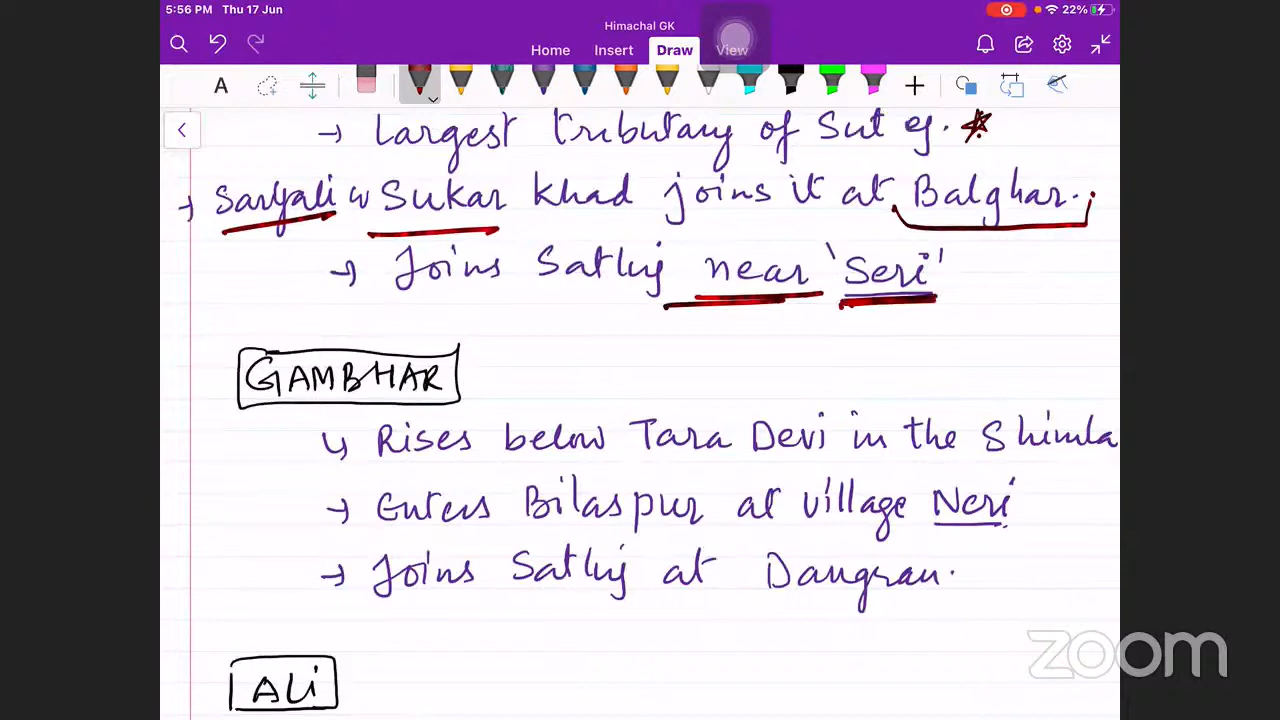 5:56 PM Thu 17 Jun
22%
Himachal GK
Home Insert Draw View
A
→ Largest tributary of Sutlej.
→ Saryali Sukar khad joins it at Balghar.
→ Joins Satluj near 'Seri'
GAMBHAR
↳ Rises below Tara Devi in the Shimla
→ Enters Bilaspur at village Neri
→ Joins Satluj at Dangran.
zoom
Ali